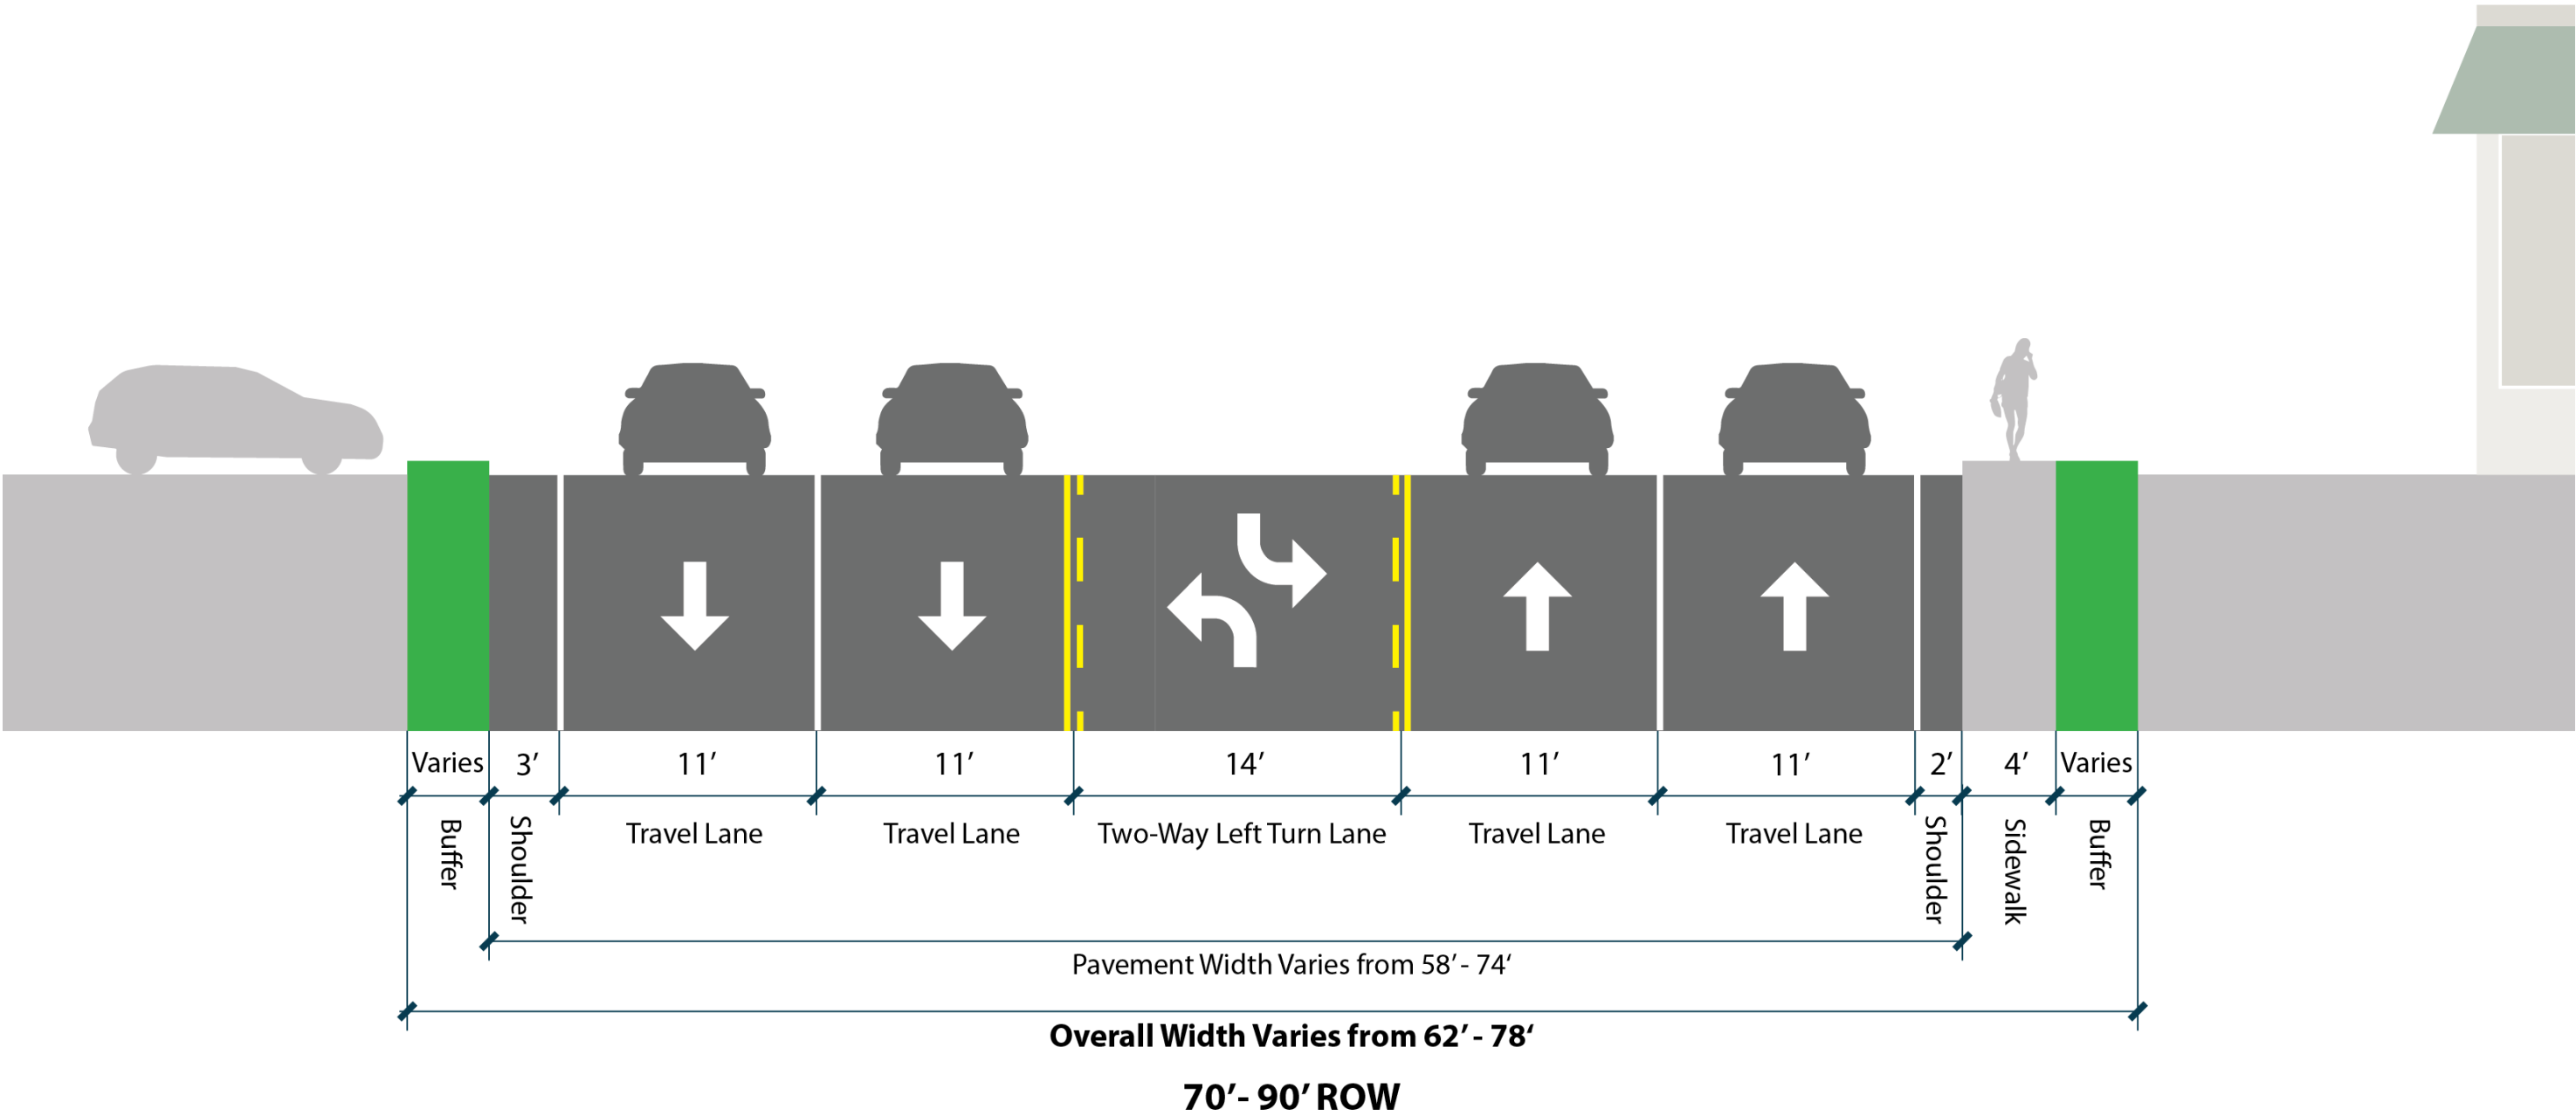 Varies 3’ 11’ 11’ 14’ 11’ 11’ 2’ 4’ Varies
Buffer Shoulder Travel Lane Travel Lane Two-Way Left Turn Lane Travel Lane Travel Lane Shoulder Sidewalk Buffer
Pavement Width Varies from 58’ - 74‘
Overall Width Varies from 62’ - 78‘
70’- 90’ ROW